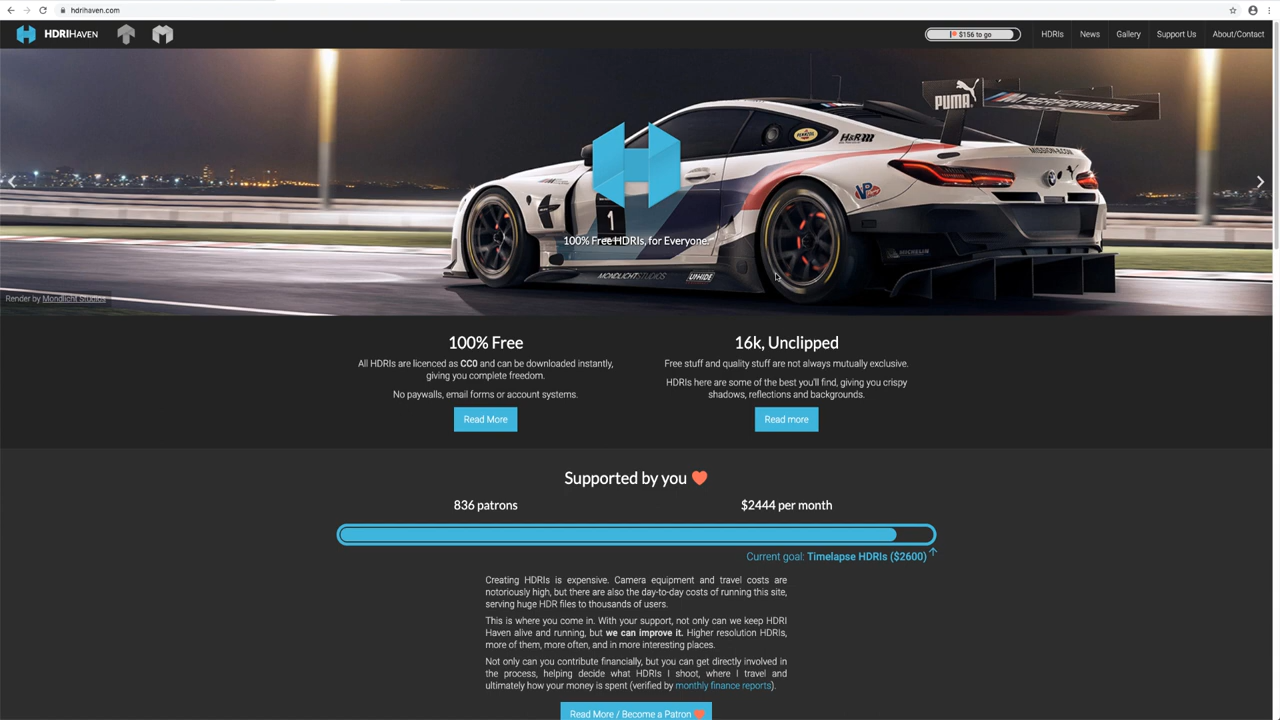 hdrihaven.com
HDRIHAVEN
$156 to go
HDRIs
News
Gallery
Support Us
About/Contact
PUMA
PERFORMANCE
PENNZOIL
H&R
MISSION&CO
VP
1
100% Free HDRIs, for Everyone.
MICHELIN
MONDLICHTSTUDIOS
UHIDE
Render by Mondlicht Studios
100% Free
All HDRIs are licenced as CC0 and can be downloaded instantly,
giving you complete freedom.
No paywalls, email forms or account systems.
Read More
16k, Unclipped
Free stuff and quality stuff are not always mutually exclusive.
HDRIs here are some of the best you'll find, giving you crispy
shadows, reflections and backgrounds.
Read more
Supported by you
836 patrons
$2444 per month
Current goal: Timelapse HDRIs ($2600)
Creating HDRIs is expensive. Camera equipment and travel costs are
notoriously high, but there are also the day-to-day costs of running this site,
serving huge HDR files to thousands of users.
This is where you come in. With your support, not only can we keep HDRI
Haven alive and running, but we can improve it. Higher resolution HDRIs,
more of them, more often, and in more interesting places.
Not only can you contribute financially, but you can get directly involved in
the process, helping decide what HDRIs I shoot, where I travel and
ultimately how your money is spent (verified by monthly finance reports).
Read More / Become a Patron